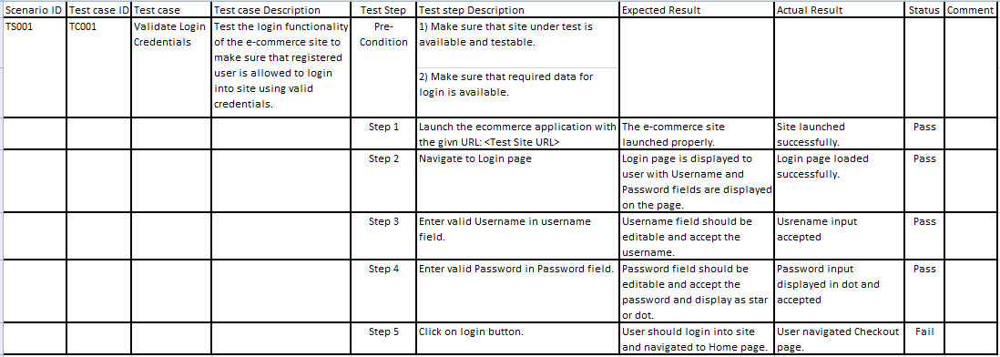 Scenario ID Test case ID Test case Test case Description Test Step Test step Description Expected Result Actual Result Status Comment
TS001 TC001 Validate Login Test the login functionality Pre- 1) Make sure that site under test is
Credentials of the e-commerce site to Condition available and testable.
make sure that registered
user is allowed to login 2) Make sure that required data for
into site using valid login is available.
credentials.
Step 1 Launch the ecommerce application with The e-commerce site Site launched Pass
the givn URL: <Test Site URL> launched properly. successfully.
Step 2 Navigate to Login page Login page is displayed to Login page loaded Pass
user with Username and successfully.
Password fields are displayed
on the page.
Step 3 Enter valid Username in username Username field should be Usrename input Pass
field. editable and accept the accepted
username.
Step 4 Enter valid Password in Password field. Password field should be Password input Pass
editable and accept the displayed in dot and
password and display as star accepted
or dot.
Step 5 Click on login button. User should login into site User navigated Checkout Fail
and navigated to Home page. page.